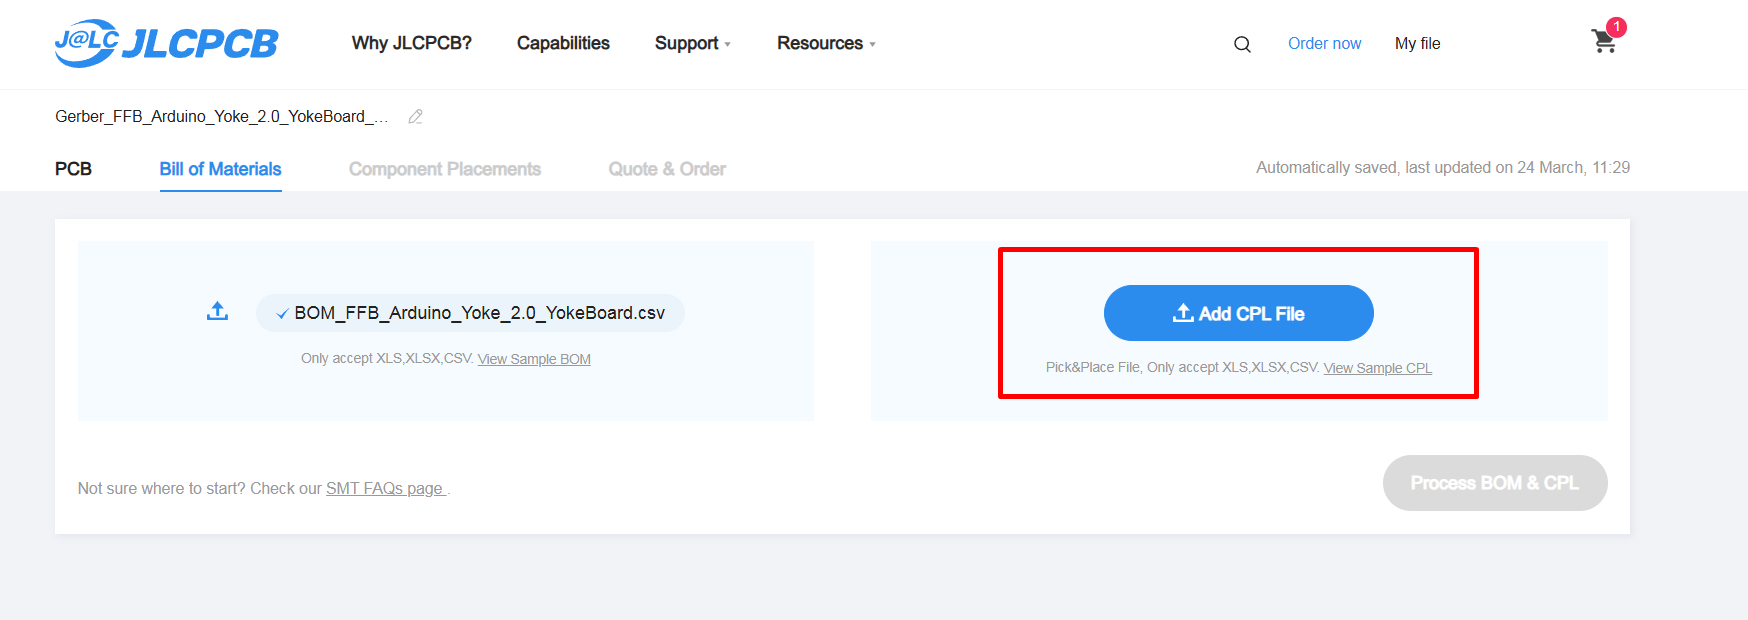 J@LC JLCPCB Why JLCPCB? Capabilities Support Resources Order now My file 1
Gerber_FFB_Arduino_Yoke_2.0_YokeBoard_...
PCB Bill of Materials Component Placements Quote & Order Automatically saved, last updated on 24 March, 11:29
BOM_FFB_Arduino_Yoke_2.0_YokeBoard.csv
Only accept XLS,XLSX,CSV. View Sample BOM
Add CPL File
Pick&Place File, Only accept XLS,XLSX,CSV. View Sample CPL
Not sure where to start? Check our SMT FAQs page .
Process BOM & CPL